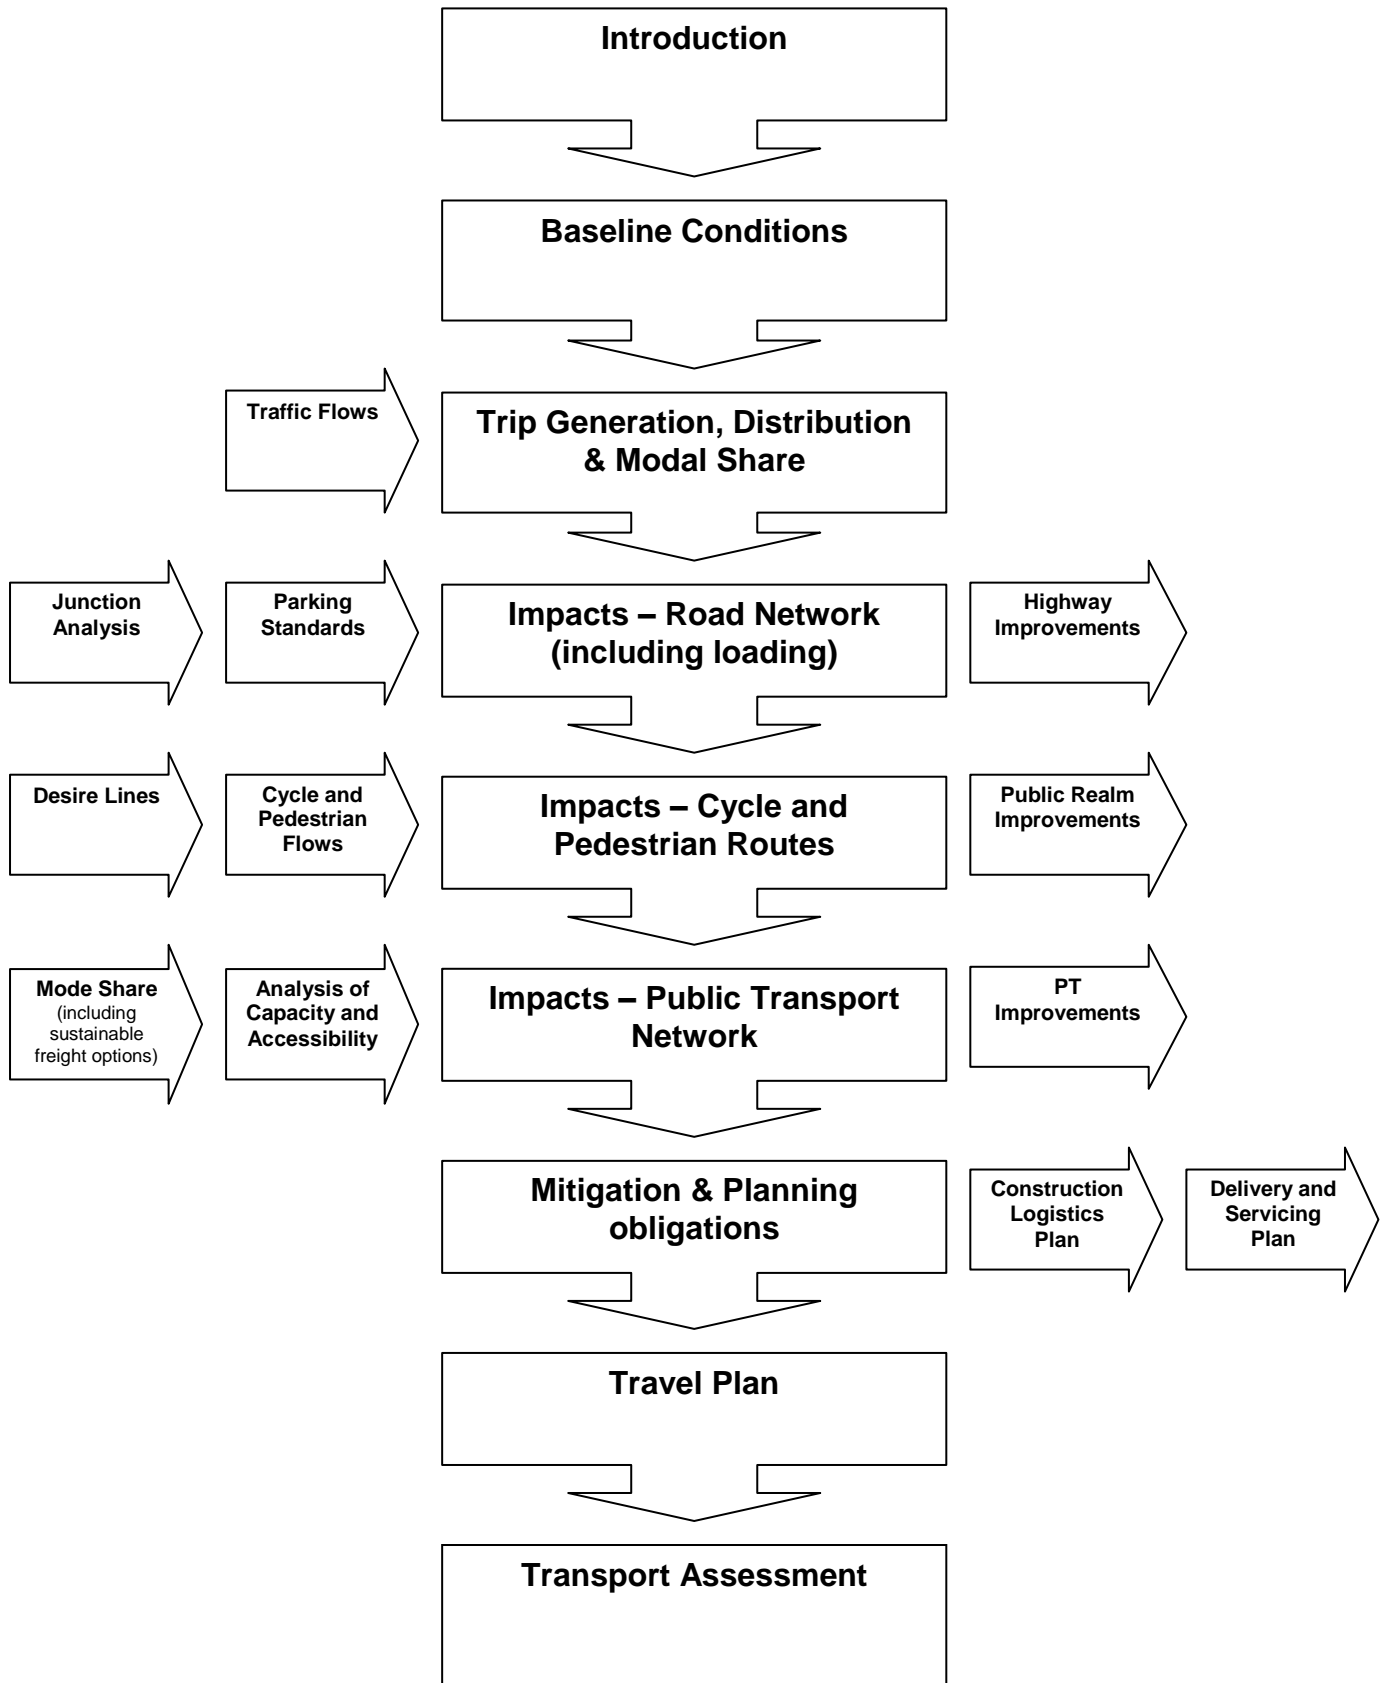 Introduction
Baseline Conditions
Traffic Flows
Trip Generation, Distribution
& Modal Share
Junction
Analysis
Parking
Standards
Impacts – Road Network
(including loading)
Highway
Improvements
Desire Lines
Cycle and
Pedestrian
Flows
Impacts – Cycle and
Pedestrian Routes
Public Realm
Improvements
Mode Share
(including
sustainable
freight options)
Analysis of
Capacity and
Accessibility
Impacts – Public Transport
Network
PT
Improvements
Mitigation & Planning
obligations
Construction
Logistics
Plan
Delivery and
Servicing
Plan
Travel Plan
Transport Assessment